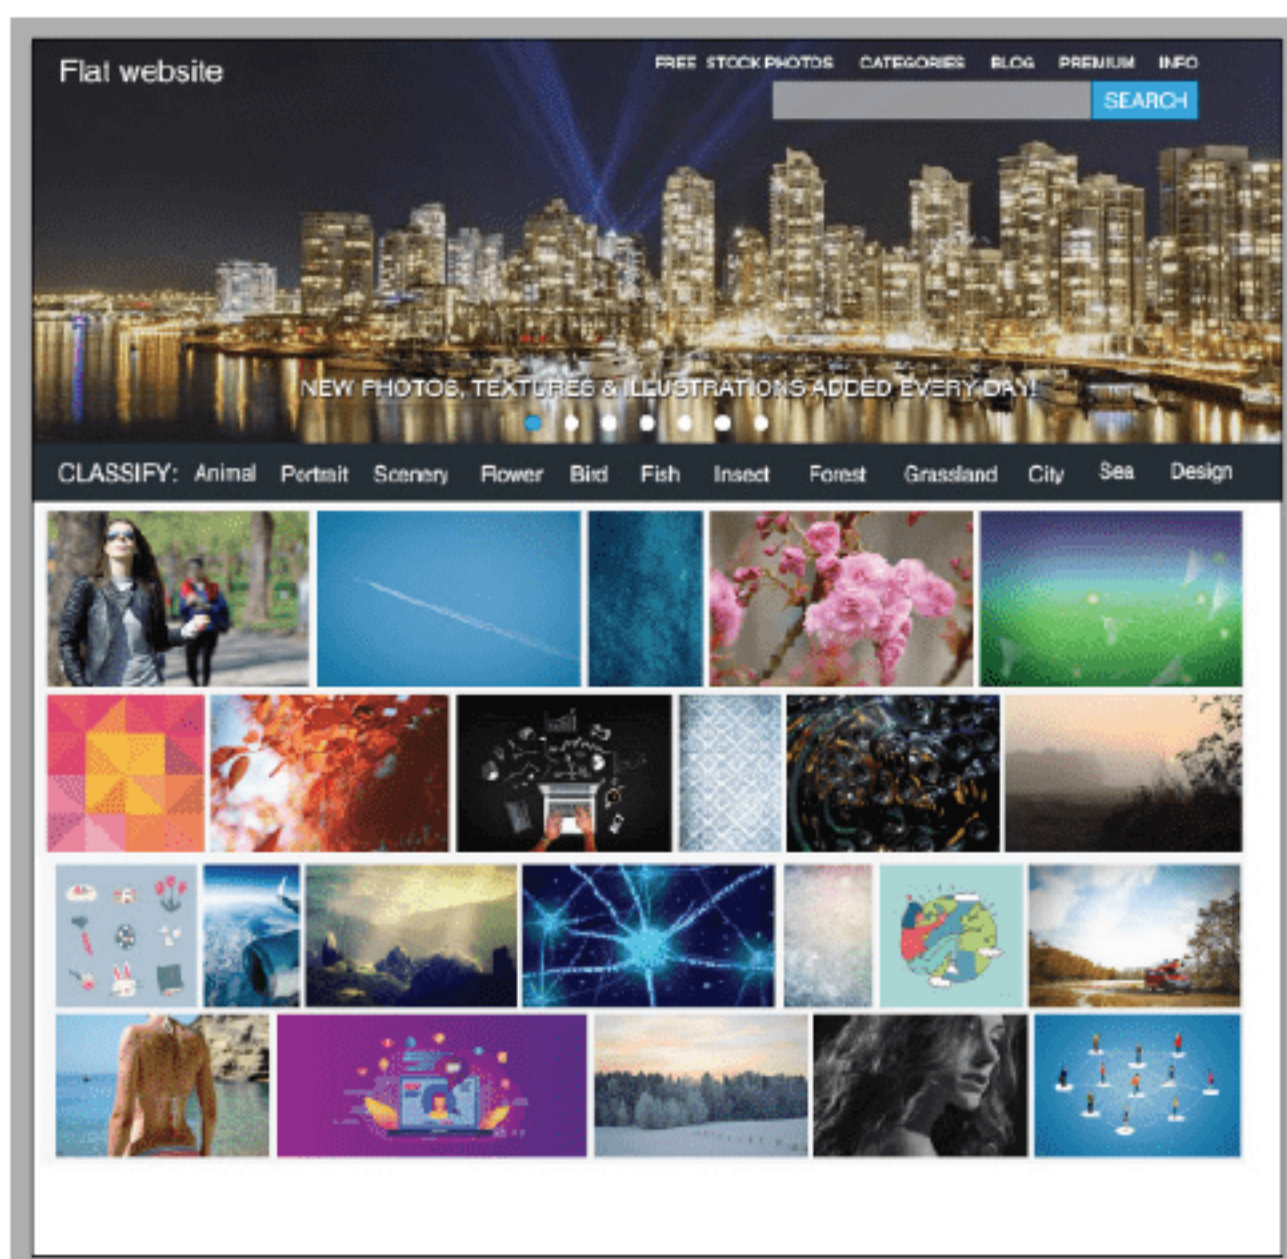 Flat website
FREE STOCK PHOTOS CATEGORIES BLOG PREMIUM INFO
SEARCH
NEW PHOTOS, TEXTURES & ILLUSTRATIONS ADDED EVERY DAY!
CLASSIFY: Animal Portrait Scenery Flower Bird Fish Insect Forest Grassland City Sea Design